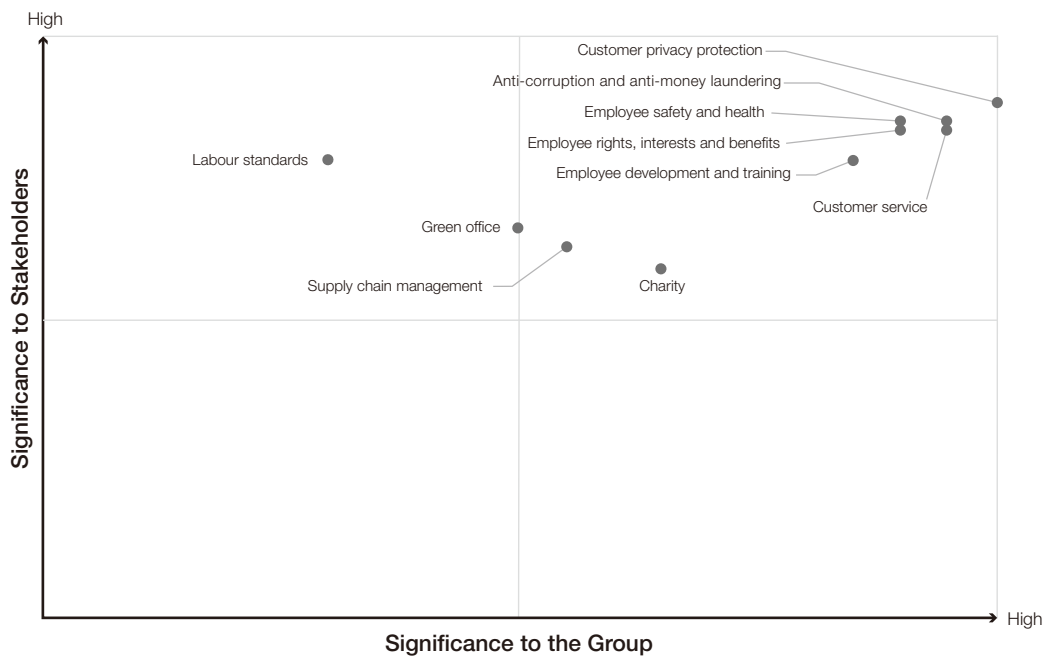 High
Customer privacy protection
Anti-corruption and anti-money laundering
Employee safety and health
Employee rights, interests and benefits
Labour standards
Employee development and training
Customer service
Green office
Supply chain management
Charity
Significance to Stakeholders
High
Significance to the Group